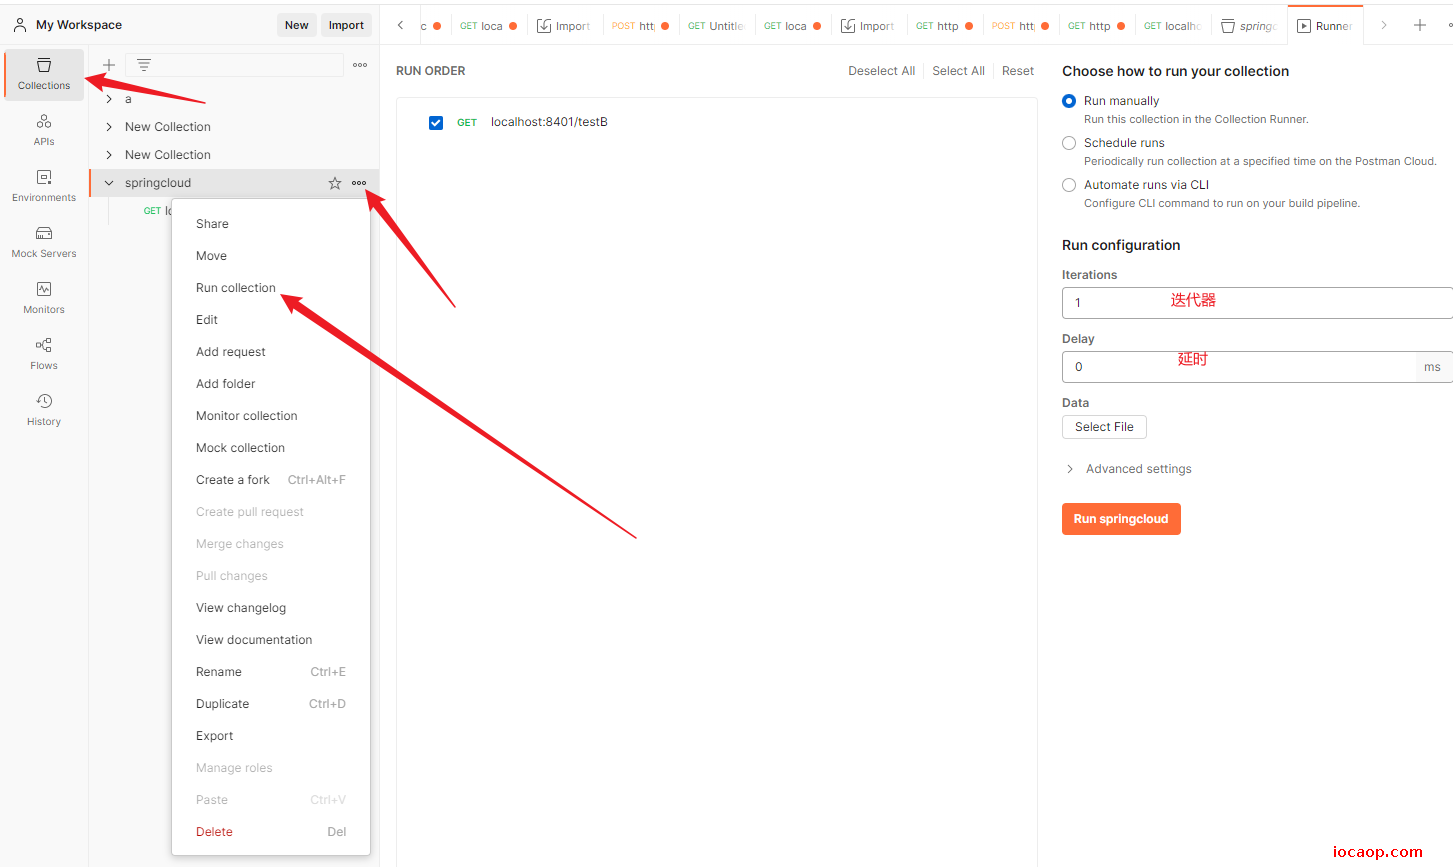 My Workspace
New
Import
c
GET loca
Import
POST htt
GET Untitle
GET loca
Import
GET http
POST htt
GET http
GET localh
spring
Runner
Collections
APIs
Environments
Mock Servers
Monitors
Flows
History
a
New Collection
New Collection
springcloud
GET lo
Share
Move
Run collection
Edit
Add request
Add folder
Monitor collection
Mock collection
Create a fork Ctrl+Alt+F
Create pull request
Merge changes
Pull changes
View changelog
View documentation
Rename Ctrl+E
Duplicate Ctrl+D
Export
Manage roles
Paste Ctrl+V
Delete Del
RUN ORDER
Deselect All
Select All
Reset
GET localhost:8401/testB
Choose how to run your collection
Run manually
Run this collection in the Collection Runner.
Schedule runs
Periodically run collection at a specified time on the Postman Cloud.
Automate runs via CLI
Configure CLI command to run on your build pipeline.
Run configuration
Iterations
1 迭代器
Delay
0 延时 ms
Data
Select File
Advanced settings
Run springcloud
iocaop.com